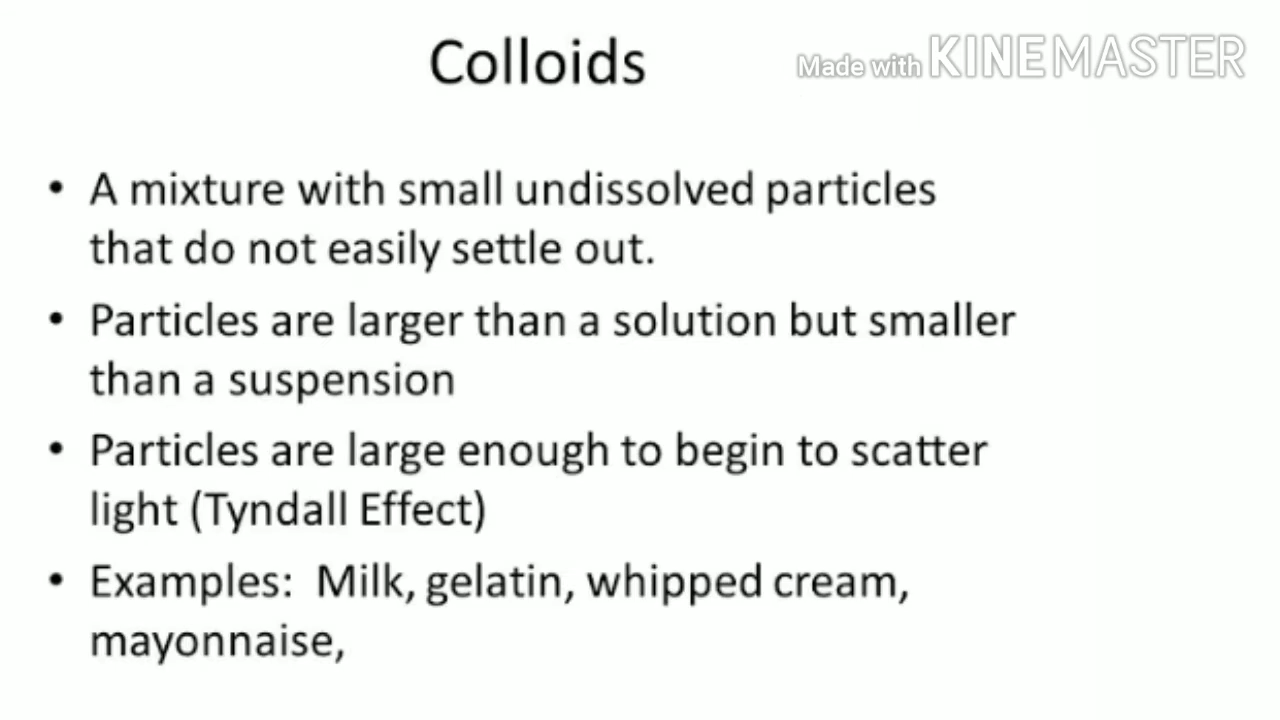 Colloids
Made with KINEMASTER
• A mixture with small undissolved particles
that do not easily settle out.
• Particles are larger than a solution but smaller
than a suspension
• Particles are large enough to begin to scatter
light (Tyndall Effect)
• Examples:  Milk, gelatin, whipped cream,
mayonnaise,